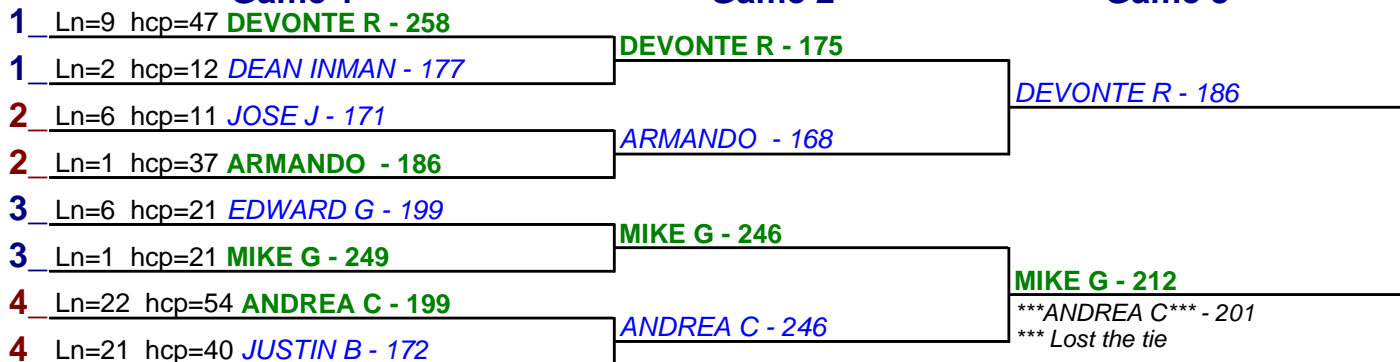 1_ Ln=9 hcp=47 DEVONTE R - 258
DEVONTE R - 175
1_ Ln=2 hcp=12 DEAN INMAN - 177
DEVONTE R - 186
2_ Ln=6 hcp=11 JOSE J - 171
ARMANDO - 168
2_ Ln=1 hcp=37 ARMANDO - 186
3_ Ln=6 hcp=21 EDWARD G - 199
MIKE G - 246
3_ Ln=1 hcp=21 MIKE G - 249
MIKE G - 212
4_ Ln=22 hcp=54 ANDREA C - 199
***ANDREA C*** - 201
ANDREA C - 246
*** Lost the tie
4 Ln=21 hcp=40 JUSTIN B - 172